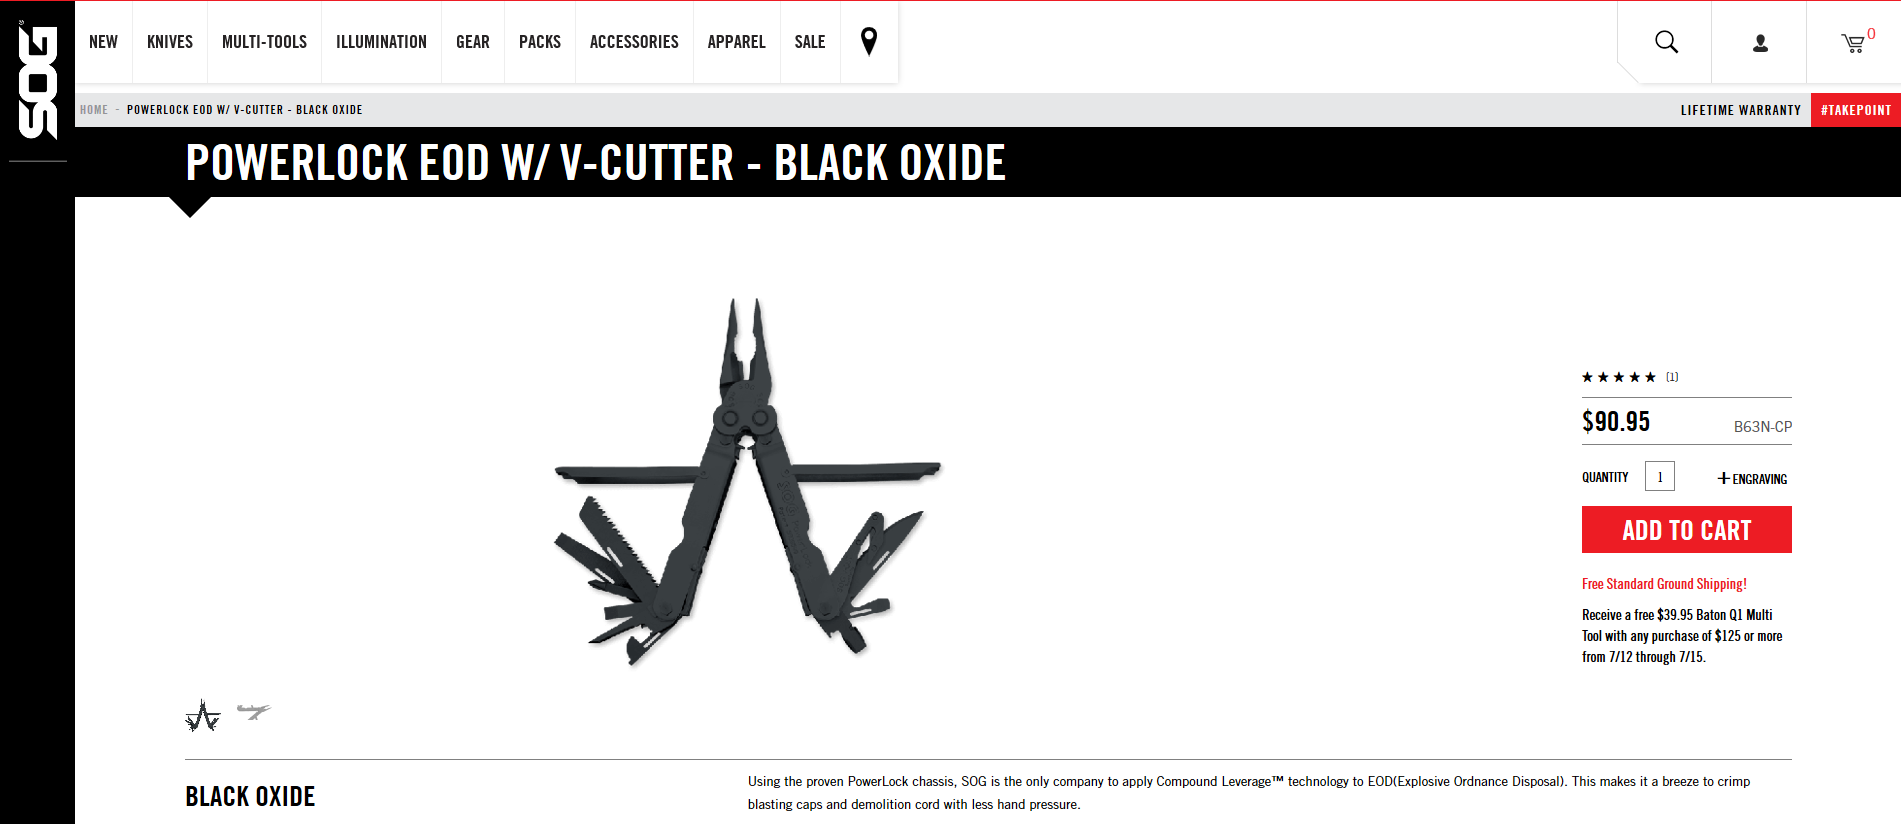 SOG®
NEW KNIVES MULTI-TOOLS ILLUMINATION GEAR PACKS ACCESSORIES APPAREL SALE
0
HOME - POWERLOCK EOD W/ V-CUTTER - BLACK OXIDE
LIFETIME WARRANTY #TAKEPOINT
POWERLOCK EOD W/ V-CUTTER - BLACK OXIDE
(1)
$90.95 B63N-CP
QUANTITY 1 +ENGRAVING
ADD TO CART
Free Standard Ground Shipping!
Receive a free $39.95 Baton Q1 Multi
Tool with any purchase of $125 or more
from 7/12 through 7/15.
BLACK OXIDE
Using the proven PowerLock chassis, SOG is the only company to apply Compound Leverage™ technology to EOD(Explosive Ordnance Disposal). This makes it a breeze to crimp
blasting caps and demolition cord with less hand pressure.